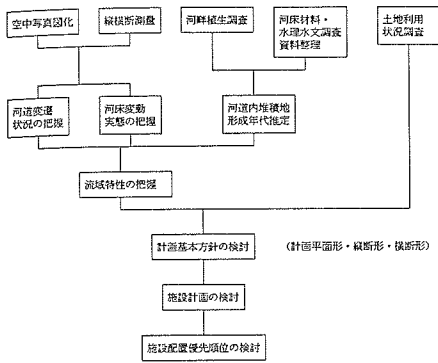 空中写真図化
縦横断測量
河畔植生調査
河床材料・
水理水文調査
資料整理
土地利用
状況調査
河道変遷
状況の把握
河床変動
実態の把握
河道内堆積地
形成年代推定
流域特性の把握
計画基本方針の検討
(計画平面形・縦断形・横断形)
施設計画の検討
施設配置優先順位の検討